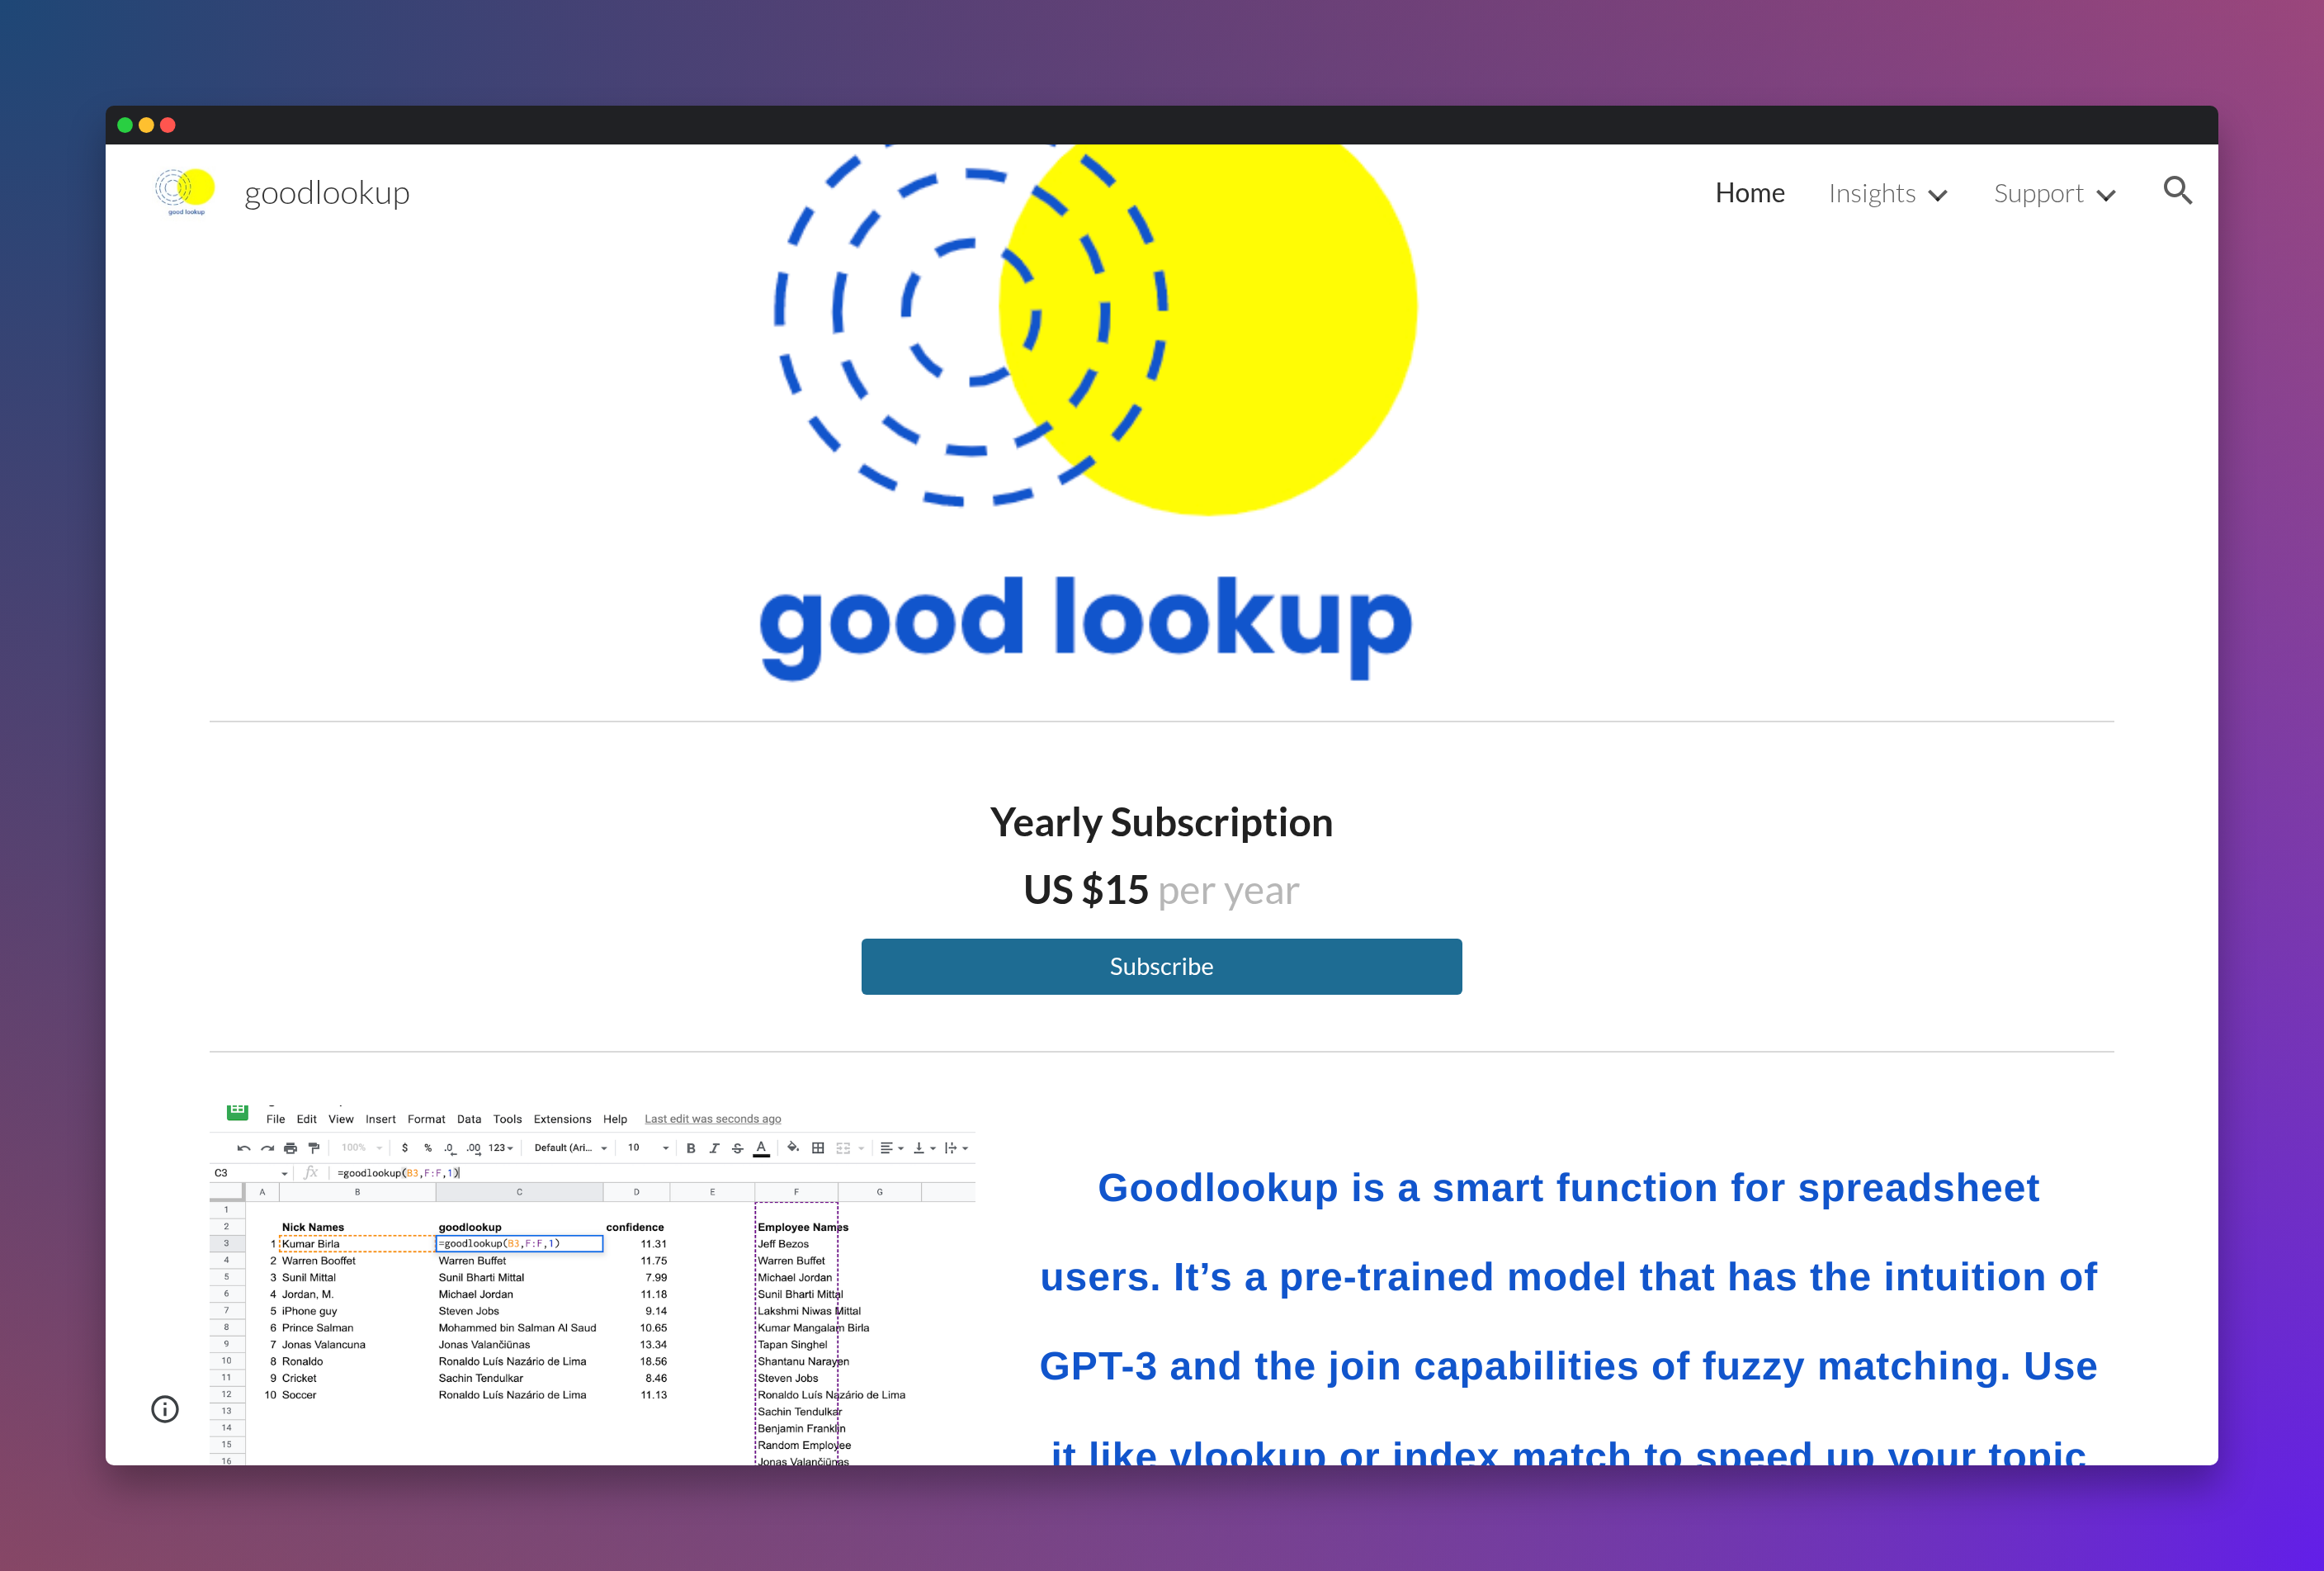 good lookup
goodlookup
Home
Insights
Support
good lookup
Yearly Subscription
US $15 per year
Subscribe
File Edit View Insert Format Data Tools Extensions Help Last edit was seconds ago
100% $ % .0 .00 123 Default (Ari... 10 B I S A
C3 fx =goodlookup(B3,F:F,1)
A B C D E F G
1
2 Nick Names goodlookup confidence Employee Names
3 1 Kumar Birla =goodlookup(B3,F:F,1) 11.31 Jeff Bezos
4 2 Warren Booffet Warren Buffet 11.75 Warren Buffet
5 3 Sunil Mittal Sunil Bharti Mittal 7.99 Michael Jordan
6 4 Jordan, M. Michael Jordan 11.18 Sunil Bharti Mittal
7 5 iPhone guy Steven Jobs 9.14 Lakshmi Niwas Mittal
8 6 Prince Salman Mohammed bin Salman Al Saud 10.65 Kumar Mangalam Birla
9 7 Jonas Valancuna Jonas Valančiūnas 13.34 Tapan Singhel
10 8 Ronaldo Ronaldo Luís Nazário de Lima 18.56 Shantanu Narayen
11 9 Cricket Sachin Tendulkar 8.46 Steven Jobs
12 10 Soccer Ronaldo Luís Nazário de Lima 11.13 Ronaldo Luís Nazário de Lima
13 Sachin Tendulkar
14 Benjamin Franklin
15 Random Employee
16 Jonas Valančiūnas
Goodlookup is a smart function for spreadsheet
users. It’s a pre-trained model that has the intuition of
GPT-3 and the join capabilities of fuzzy matching. Use
it like vlookup or index match to speed up your topic